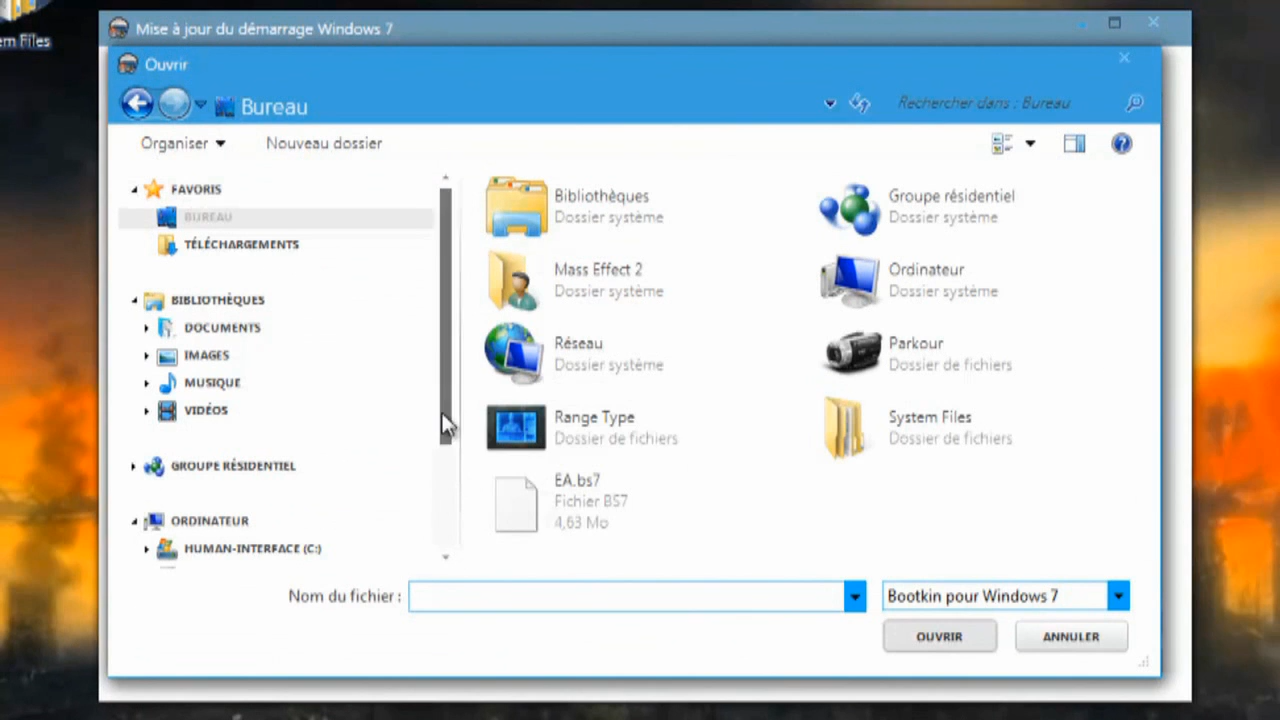 em Files
Mise à jour du démarrage Windows 7
Ouvrir
Bureau
Rechercher dans : Bureau
Organiser
Nouveau dossier
FAVORIS
BUREAU
TÉLÉCHARGEMENTS
BIBLIOTHÈQUES
DOCUMENTS
IMAGES
MUSIQUE
VIDÉOS
GROUPE RÉSIDENTIEL
ORDINATEUR
HUMAN-INTERFACE (C:)
Bibliothèques
Dossier système
Groupe résidentiel
Dossier système
Mass Effect 2
Dossier système
Ordinateur
Dossier système
Réseau
Dossier système
Parkour
Dossier de fichiers
Range Type
Dossier de fichiers
System Files
Dossier de fichiers
EA.bs7
Fichier BS7
4,63 Mo
Nom du fichier :
Bootkin pour Windows 7
OUVRIR
ANNULER